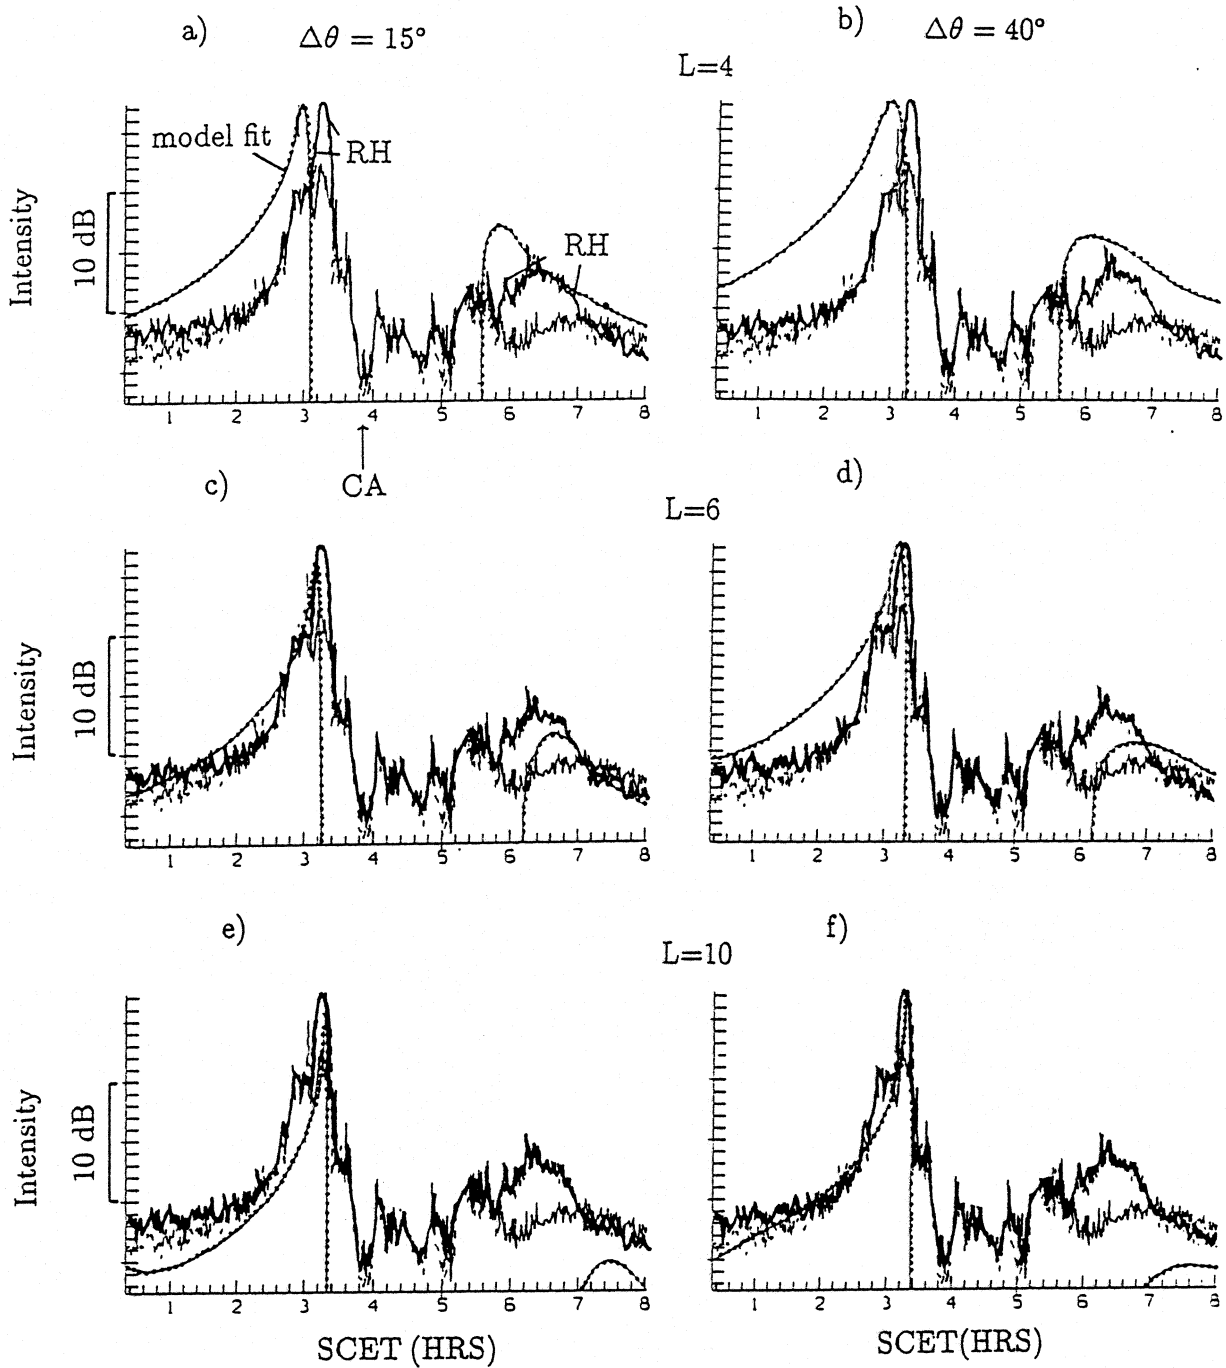 a) Δθ = 15°
b) Δθ = 40°
L=4
model fit
RH
RH
Intensity
10 dB
1 2 3 4 5 6 7 8
1 2 3 4 5 6 7 8
CA
c)
d)
L=6
Intensity
10 dB
1 2 3 4 5 6 7 8
1 2 3 4 5 6 7 8
e)
f)
L=10
Intensity
10 dB
1 2 3 4 5 6 7 8
1 2 3 4 5 6 7 8
SCET (HRS)
SCET(HRS)